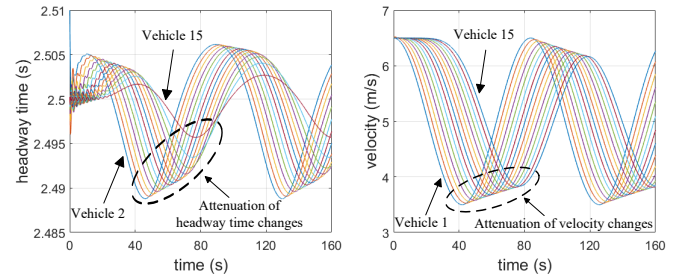 2.51
2.505
2.5
2.495
2.49
2.485
headway time (s)
Vehicle 15
Vehicle 2
Attenuation of
headway time changes
0
40
80
120
160
time (s)
7
6
5
4
3
velocity (m/s)
Vehicle 15
Vehicle 1
Attenuation of velocity changes
0
40
80
120
160
time (s)